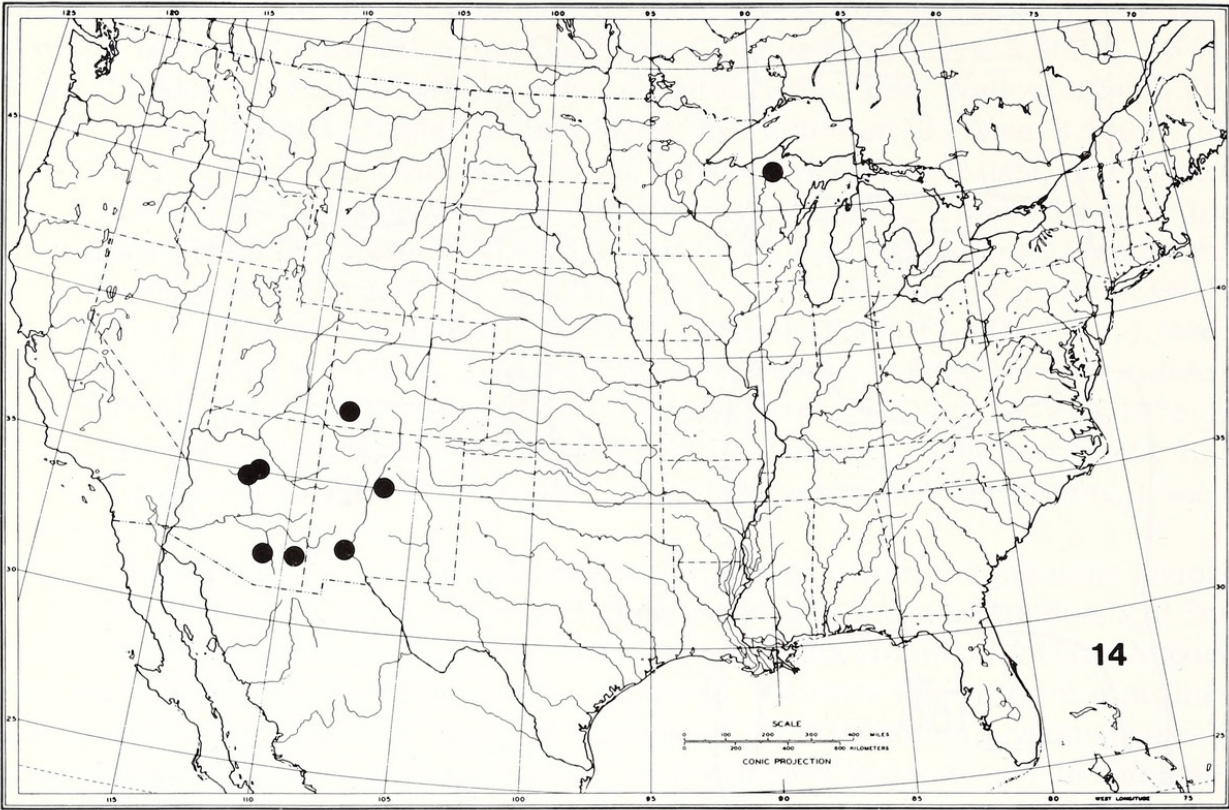 125 120 115 110 105 100 95 90 85 80 75 70
45
40
35
35
30
30
14
25
25
SCALE
0 100 200 300 400 MILES
0 200 400 600 KILOMETERS
CONIC PROJECTION
115 110 105 100 95 90 85 80 WEST LONGITUDE 75